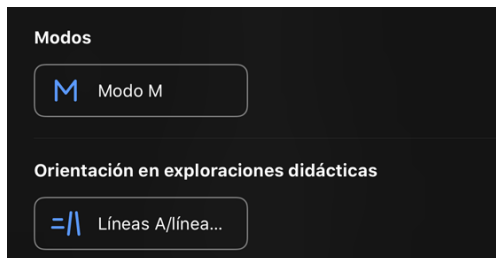 Modos
Modo M
Orientación en exploraciones didácticas
Líneas A/línea...